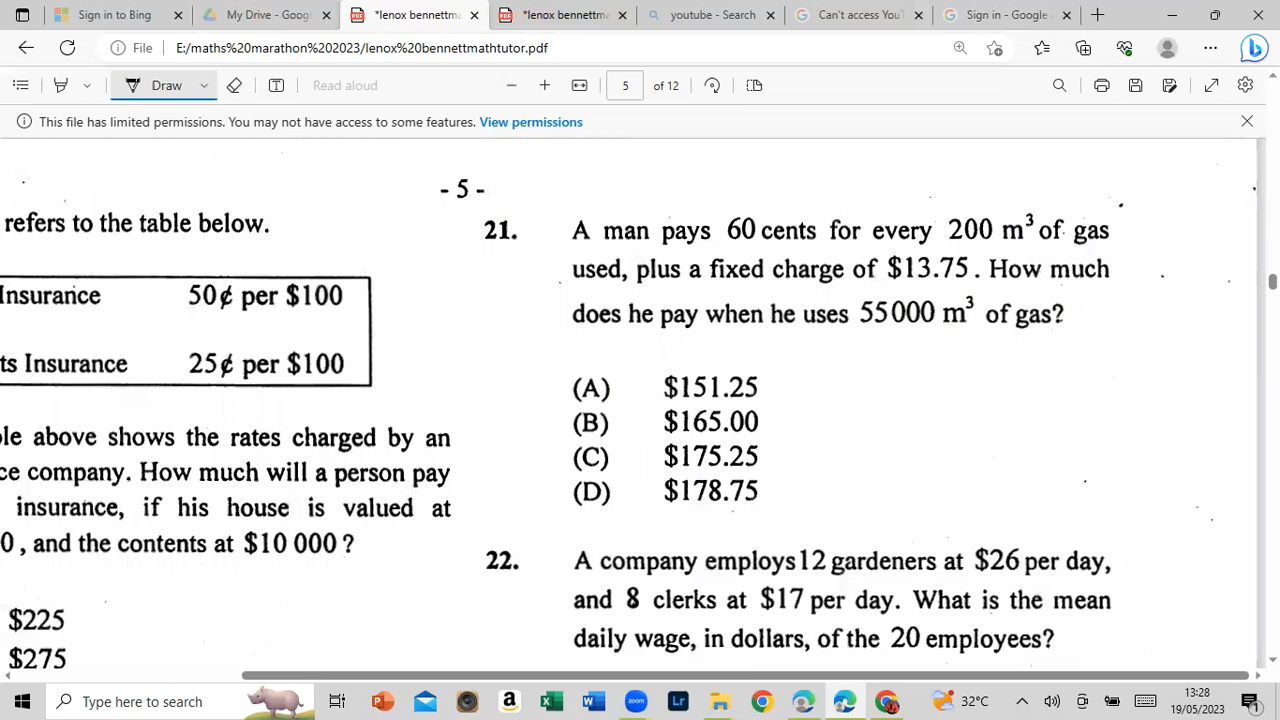 Sign in to Bing
My Drive - Googl
*lenox bennettma
*lenox bennettma
youtube - Search
Can't access YouT
Sign in - Google
File
E:/maths%20marathon%202023/lenox%20bennettmathtutor.pdf
Draw
Read aloud
5
of 12
This file has limited permissions. You may not have access to some features. View permissions
- 5 -
refers to the table below.
Insurance 50¢ per $100
ts Insurance 25¢ per $100
ble above shows the rates charged by an
ce company. How much will a person pay
insurance, if his house is valued at
0, and the contents at $10 000?
$225
$275
21. A man pays 60 cents for every 200 m³ of gas
used, plus a fixed charge of $13.75. How much
does he pay when he uses 55000 m³ of gas?
(A) $151.25
(B) $165.00
(C) $175.25
(D) $178.75
22. A company employs 12 gardeners at $26 per day,
and 8 clerks at $17 per day. What is the mean
daily wage, in dollars, of the 20 employees?
Type here to search
zoom
Lr
32°C
13:28
19/05/2023